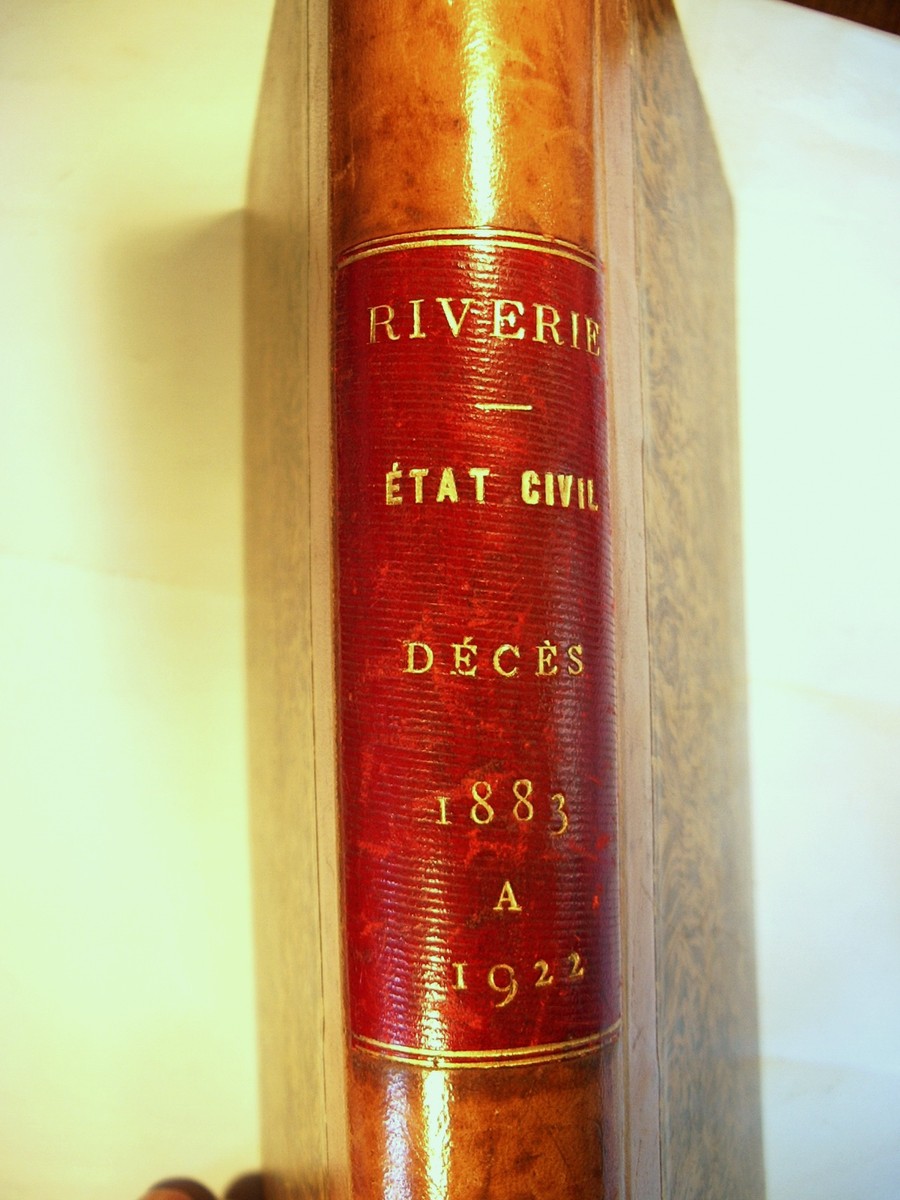 RIVERIE
ÉTAT CIVIL
DÉCÈS
1883
A
1922